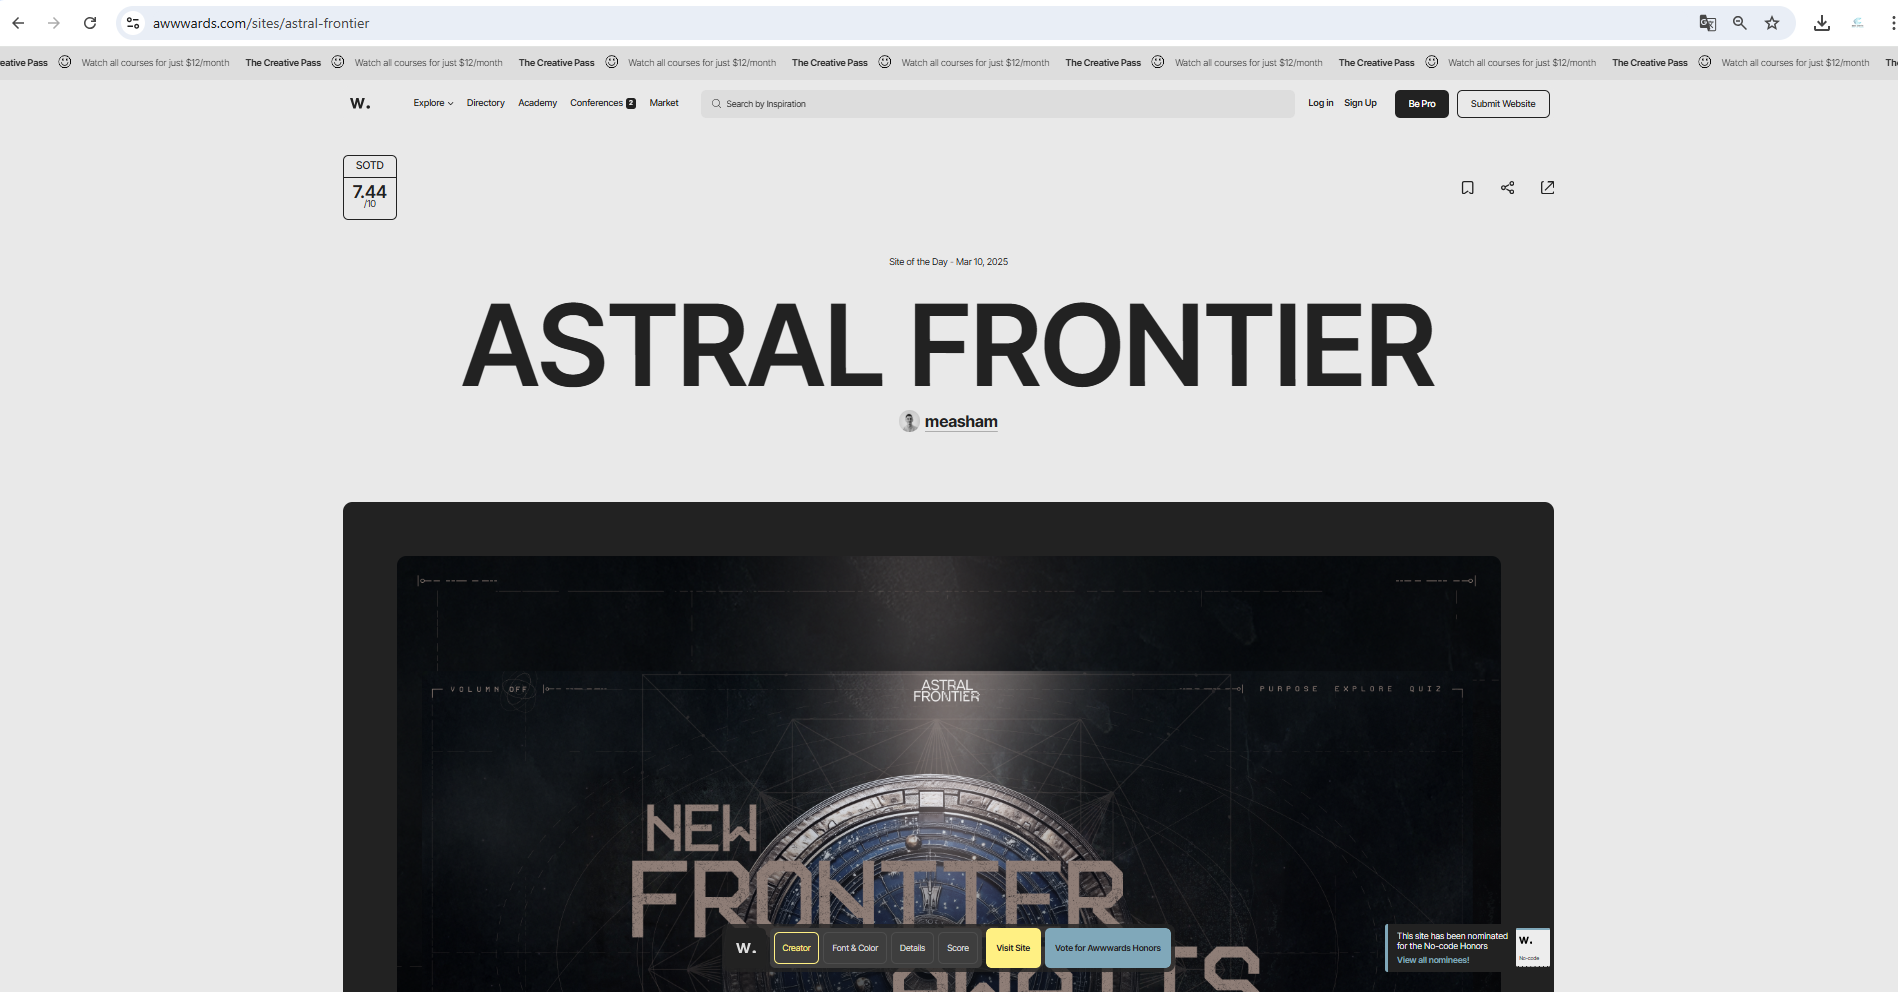 awwwards.com/sites/astral-frontier
eative Pass Watch all courses for just $12/month The Creative Pass Watch all courses for just $12/month The Creative Pass Watch all courses for just $12/month The Creative Pass Watch all courses for just $12/month The Creative Pass Watch all courses for just $12/month The Creative Pass Watch all courses for just $12/month The Creative Pass Watch all courses for just $12/month Th
W. Explore Directory Academy Conferences 2 Market Search by Inspiration Log in Sign Up Be Pro Submit Website
SOTD
7.44
/10
Site of the Day - Mar 10, 2025
ASTRAL FRONTIER
measham
ASTRAL
FRONTIER
VOLUMN OFF PURPOSE EXPLORE QUIZ
NEW
FRONTIER
AWAITS
W. Creator Font & Color Details Score Visit Site Vote for Awwwards Honors
This site has been nominated
for the No-code Honors
View all nominees!
W.
No-code